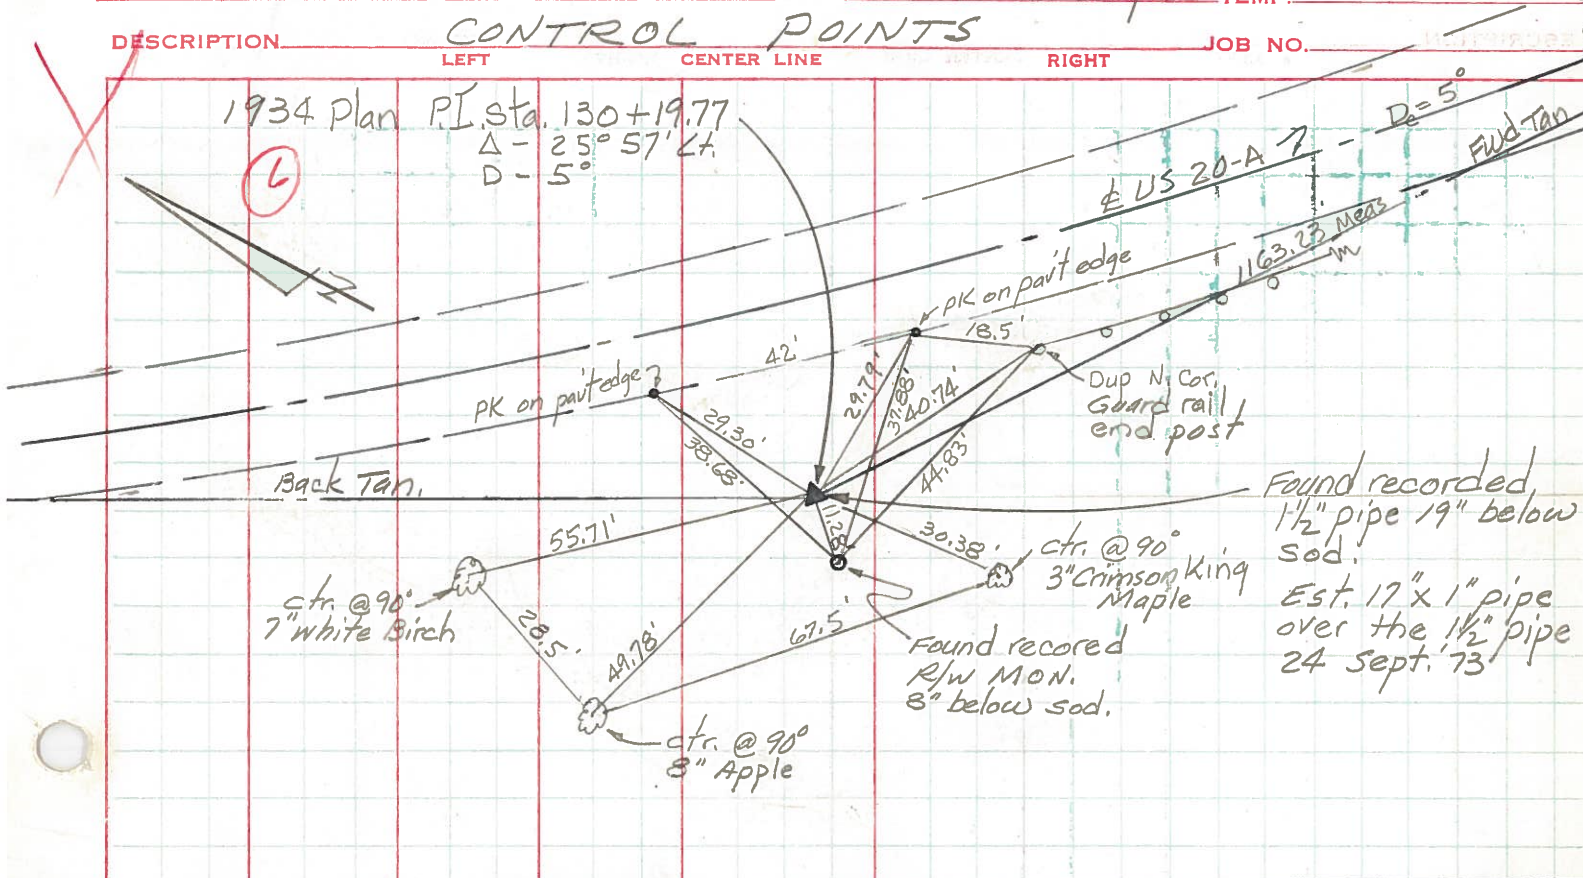 TEMP.
DESCRIPTION CONTROL POINTS JOB NO.
LEFT CENTER LINE RIGHT
1934 Plan P.I. Sta. 130+19.77
Δ - 25° 57' Lt.
D - 5°
6
N
Dc = 5°
℄ US 20-A
Fwd Tan
1163.23 Meas
PK on pav't edge
18.5'
42'
PK on pav't edge
29.79'
37.88'
40.74'
Dup N. Cor.
Guard rail
end post
29.30'
38.68'
44.83'
Back Tan.
11.28'
Found recorded
1½" pipe 19" below
sod.
Est. 17" x 1" pipe
over the 1½" pipe
24 Sept. '73
55.71'
30.38'
ctr. @ 90°
3" Crimson King
Maple
ctr. @ 90°
7" White Birch
28.5'
49.78'
67.5'
Found recored
R/W MON.
8" below sod.
ctr. @ 90°
8" Apple